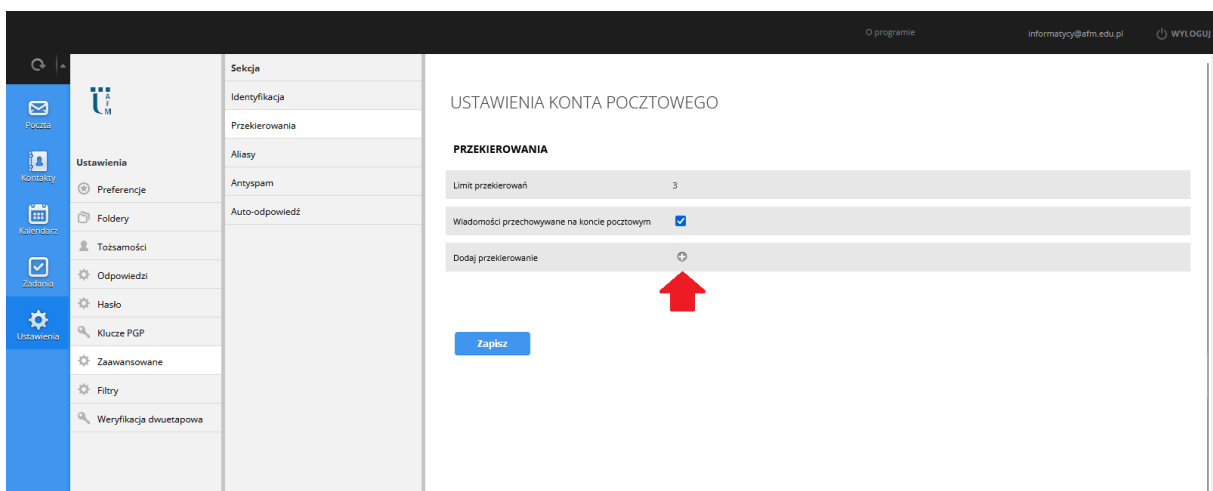 O programie
informatycy@afm.edu.pl
WYLOGUJ
Poczta
Kontakty
Kalendarz
Zadania
Ustawienia
U AFM
Ustawienia
Preferencje
Foldery
Tożsamości
Odpowiedzi
Hasło
Klucze PGP
Zaawansowane
Filtry
Weryfikacja dwuetapowa
Sekcja
Identyfikacja
Przekierowania
Aliasy
Antyspam
Auto-odpowiedź
USTAWIENIA KONTA POCZTOWEGO
PRZEKIEROWANIA
Limit przekierowań 3
Wiadomości przechowywane na koncie pocztowym
Dodaj przekierowanie
Zapisz